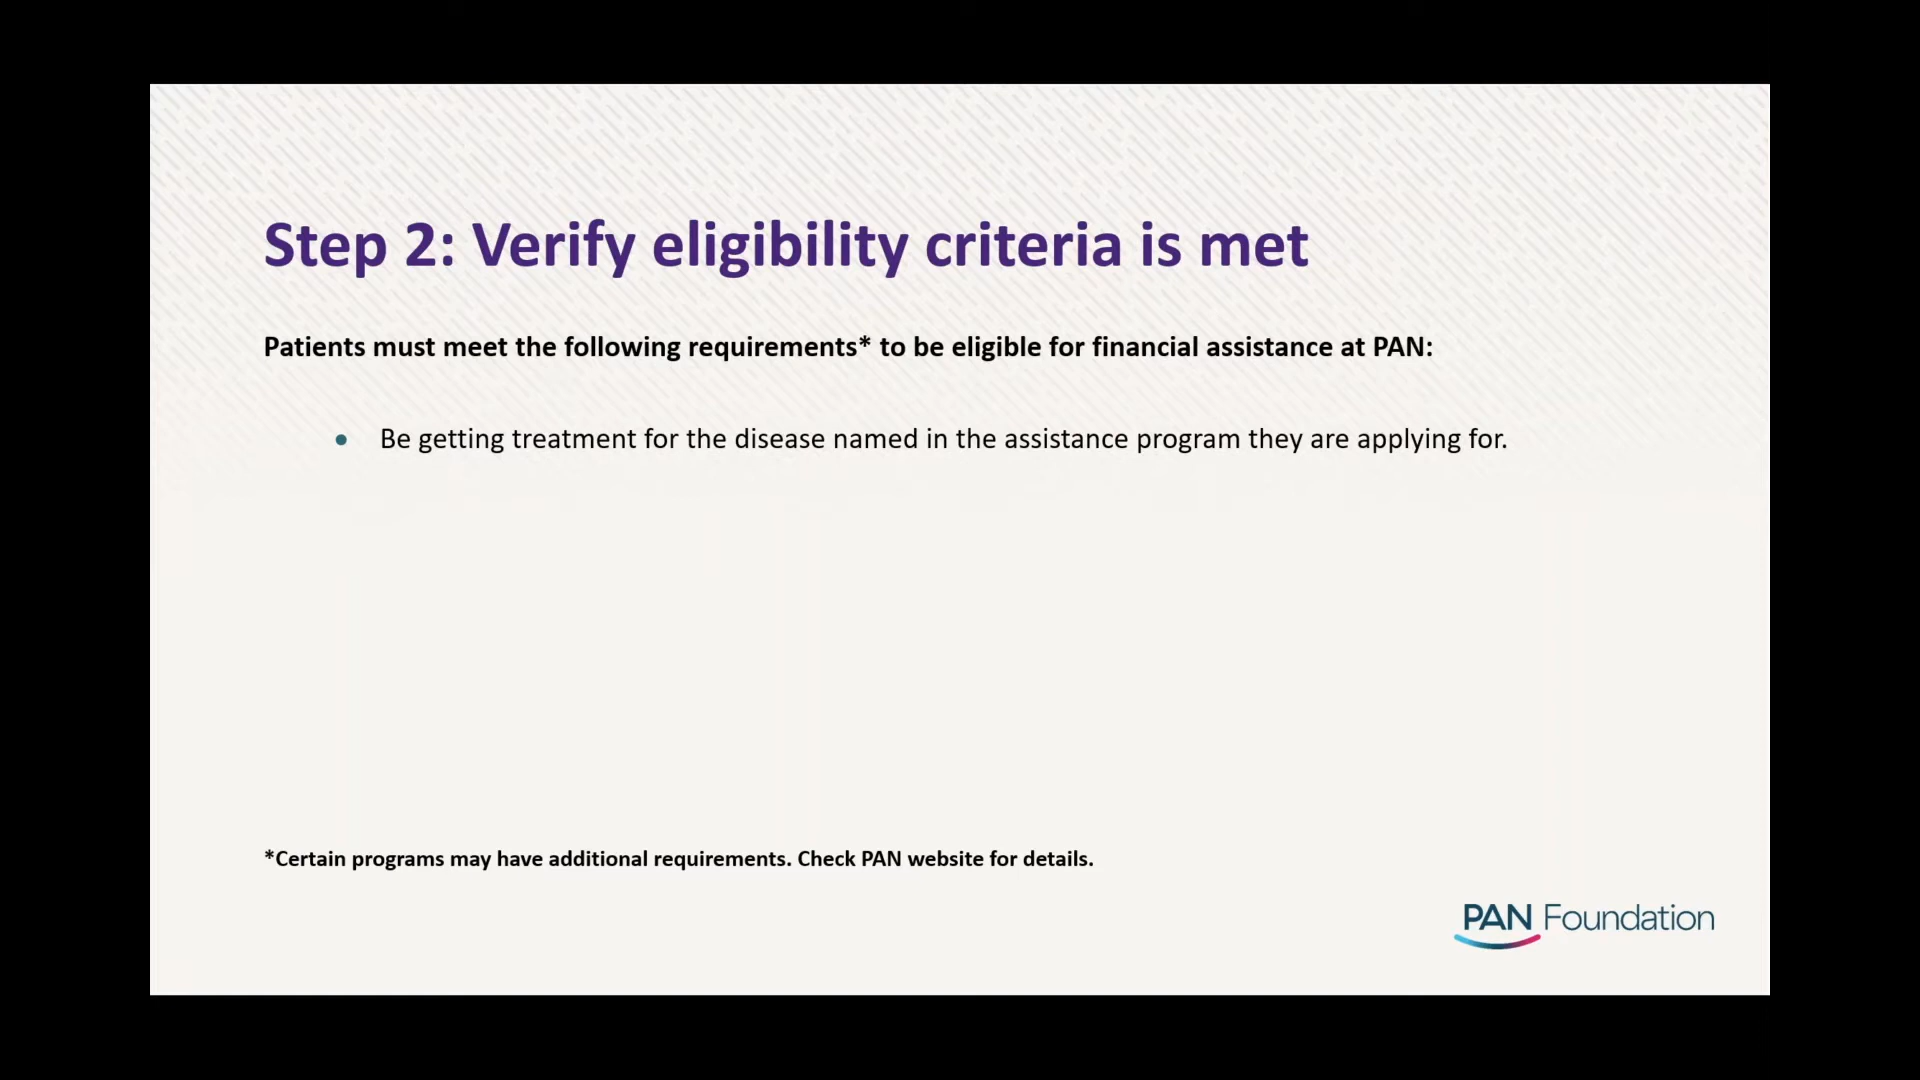 Step 2: Verify eligibility criteria is met
Patients must meet the following requirements* to be eligible for financial assistance at PAN:
• Be getting treatment for the disease named in the assistance program they are applying for.
*Certain programs may have additional requirements. Check PAN website for details.
PAN Foundation